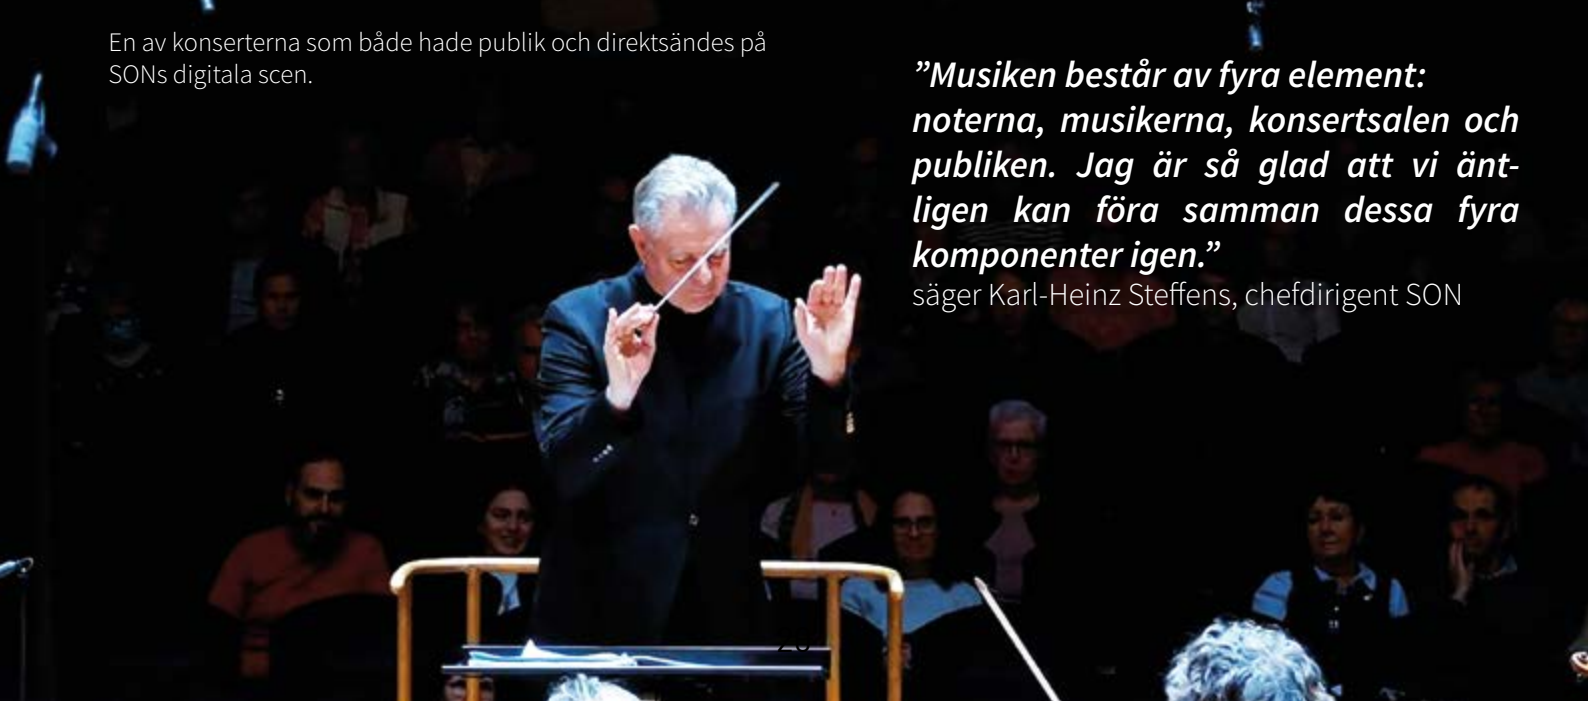 En av konserterna som både hade publik och direktsändes på
SONs digitala scen.
”Musiken består av fyra element:
noterna, musikerna, konsertsalen och
publiken. Jag är så glad att vi änt-
ligen kan föra samman dessa fyra
komponenter igen.”
säger Karl-Heinz Steffens, chefdirigent SON